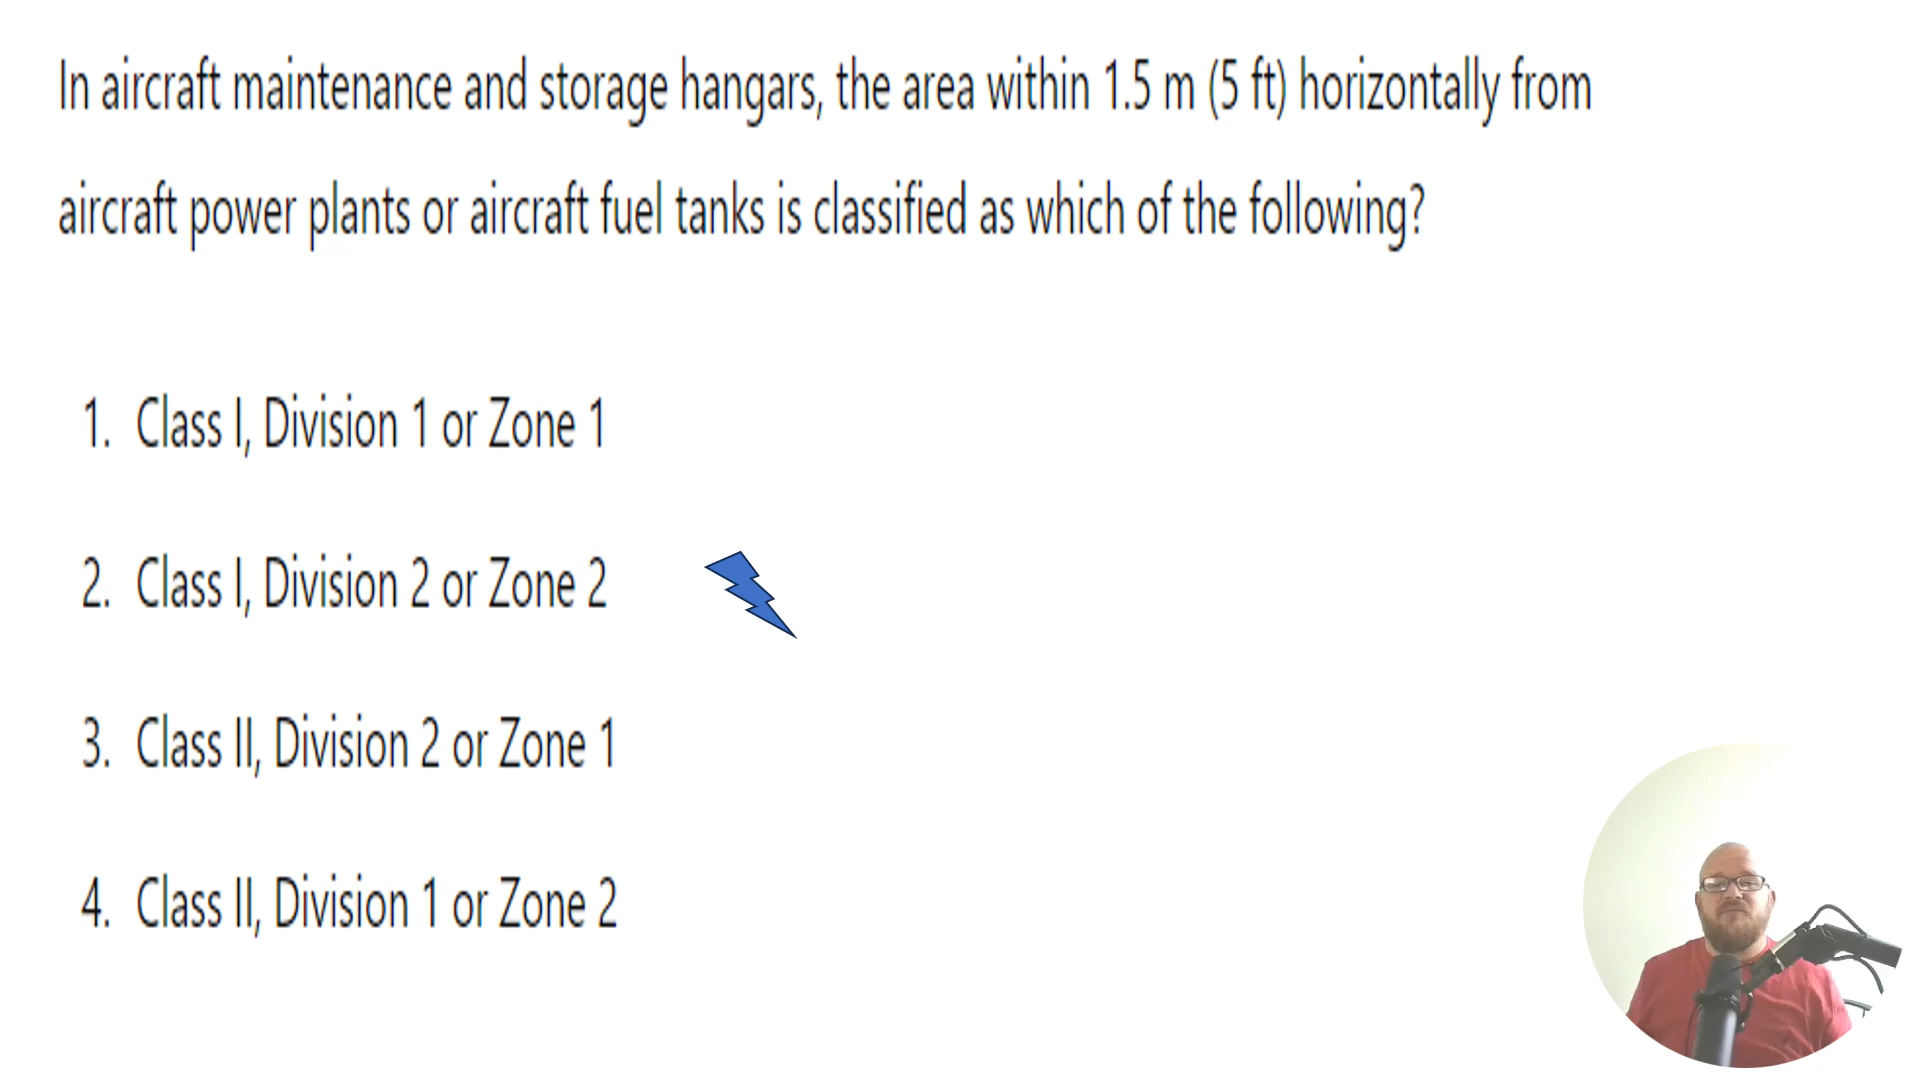 In aircraft maintenance and storage hangars, the area within 1.5 m (5 ft) horizontally from
aircraft power plants or aircraft fuel tanks is classified as which of the following?
1. Class I, Division 1 or Zone 1
2. Class I, Division 2 or Zone 2
3. Class II, Division 2 or Zone 1
4. Class II, Division 1 or Zone 2